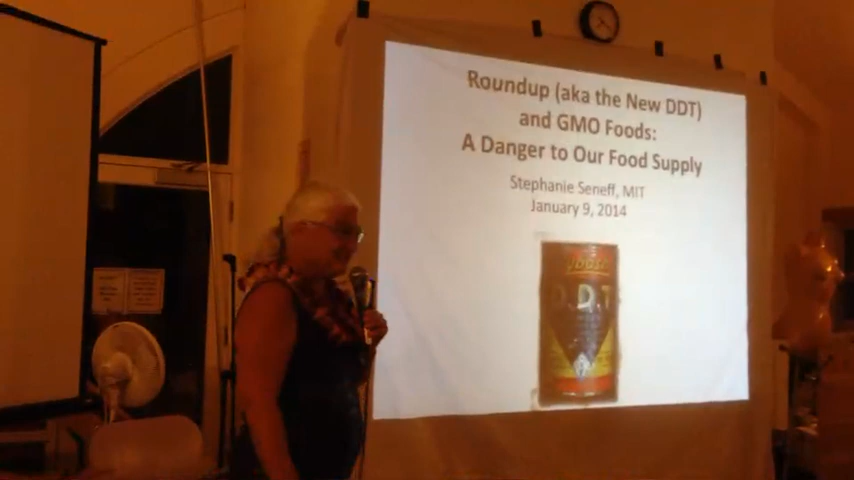 Roundup (aka the New DDT)
and GMO Foods:
A Danger to Our Food Supply
Stephanie Seneff, MIT
January 9, 2014
D.D.T